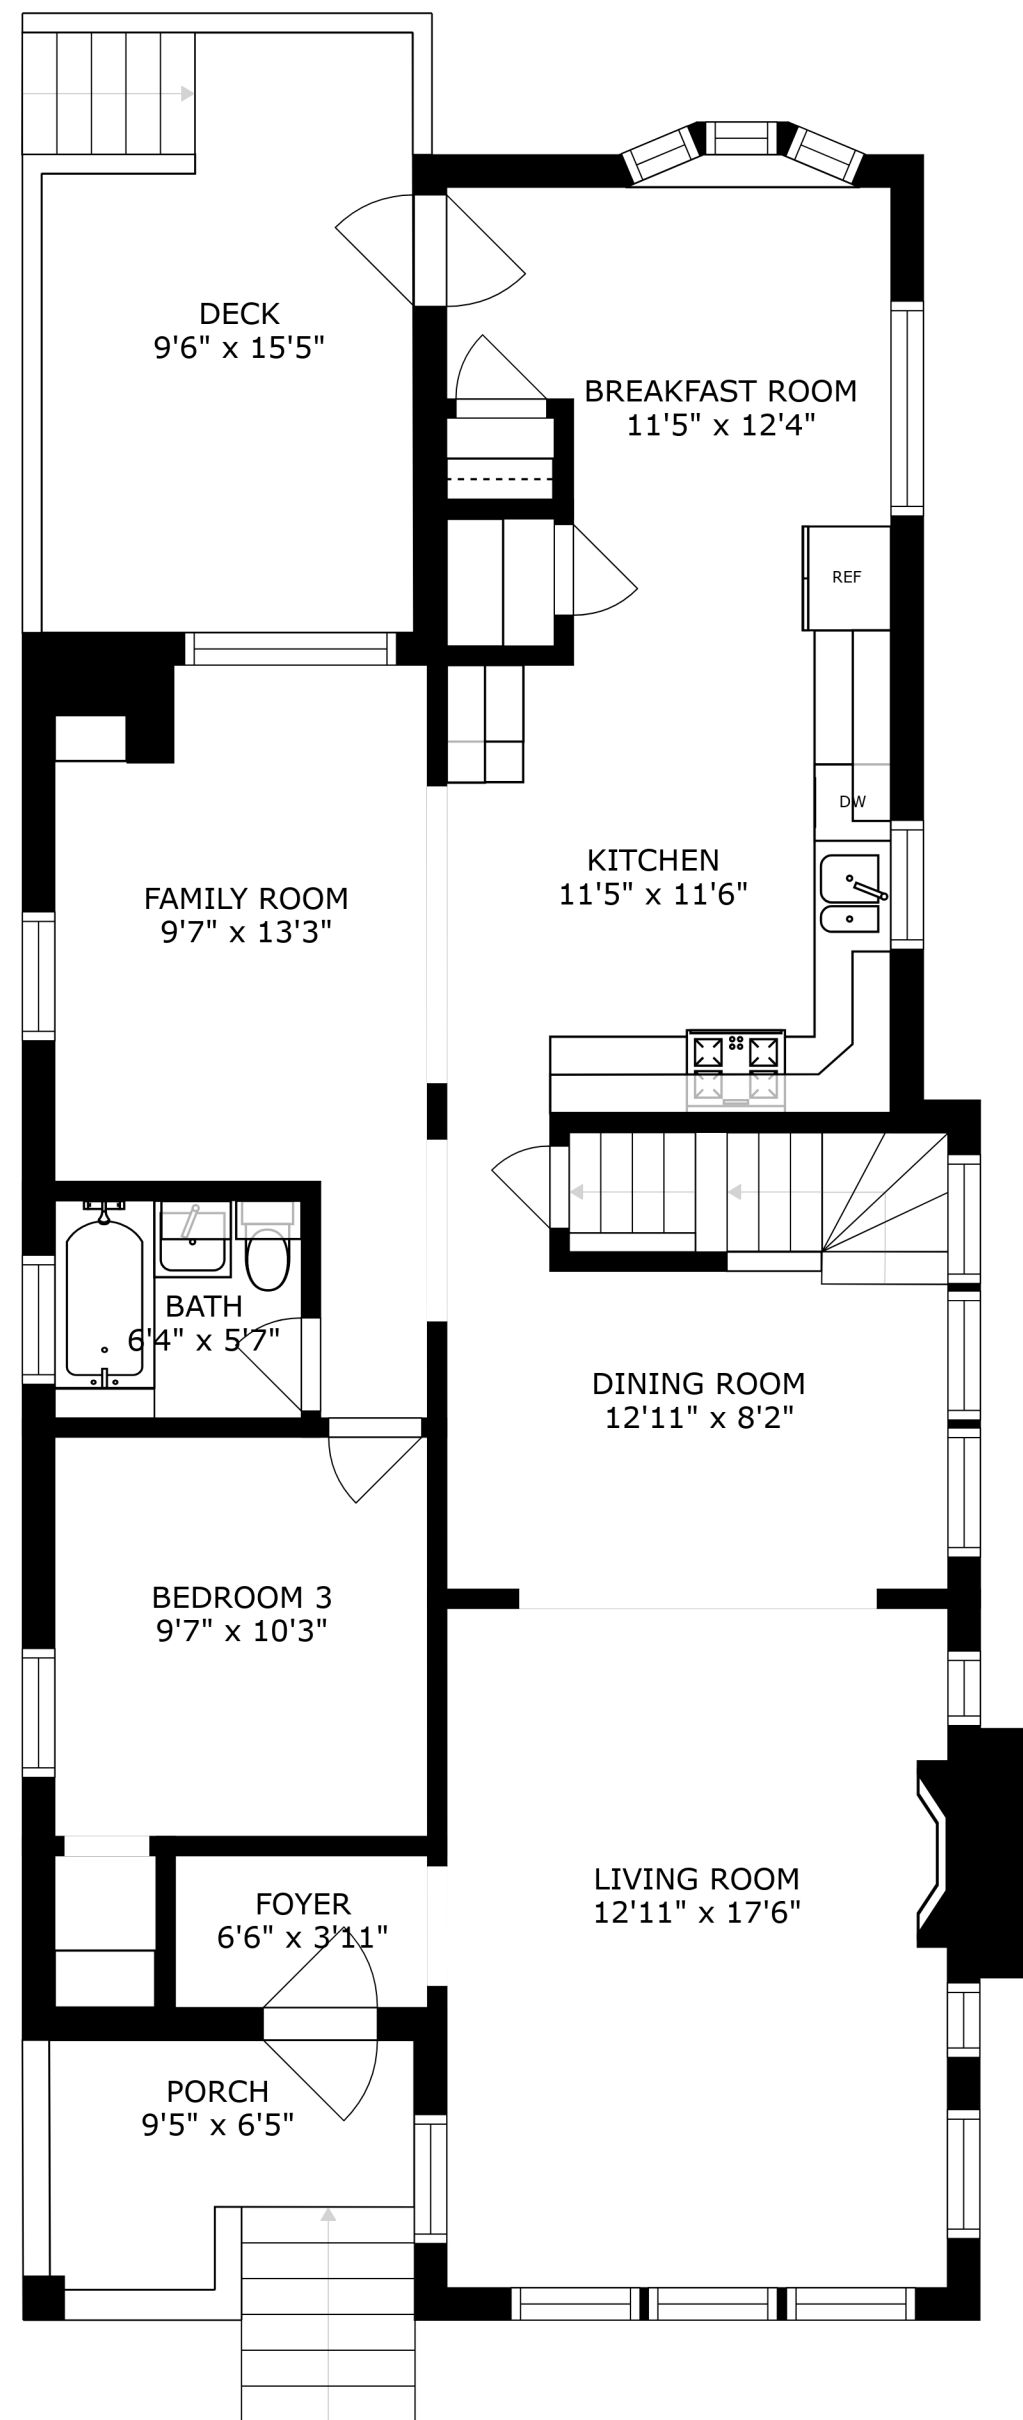 DECK
9'6" x 15'5"
BREAKFAST ROOM
11'5" x 12'4"
REF
DW
KITCHEN
11'5" x 11'6"
FAMILY ROOM
9'7" x 13'3"
BATH
6'4" x 5'7"
DINING ROOM
12'11" x 8'2"
BEDROOM 3
9'7" x 10'3"
LIVING ROOM
12'11" x 17'6"
FOYER
6'6" x 3'11"
PORCH
9'5" x 6'5"